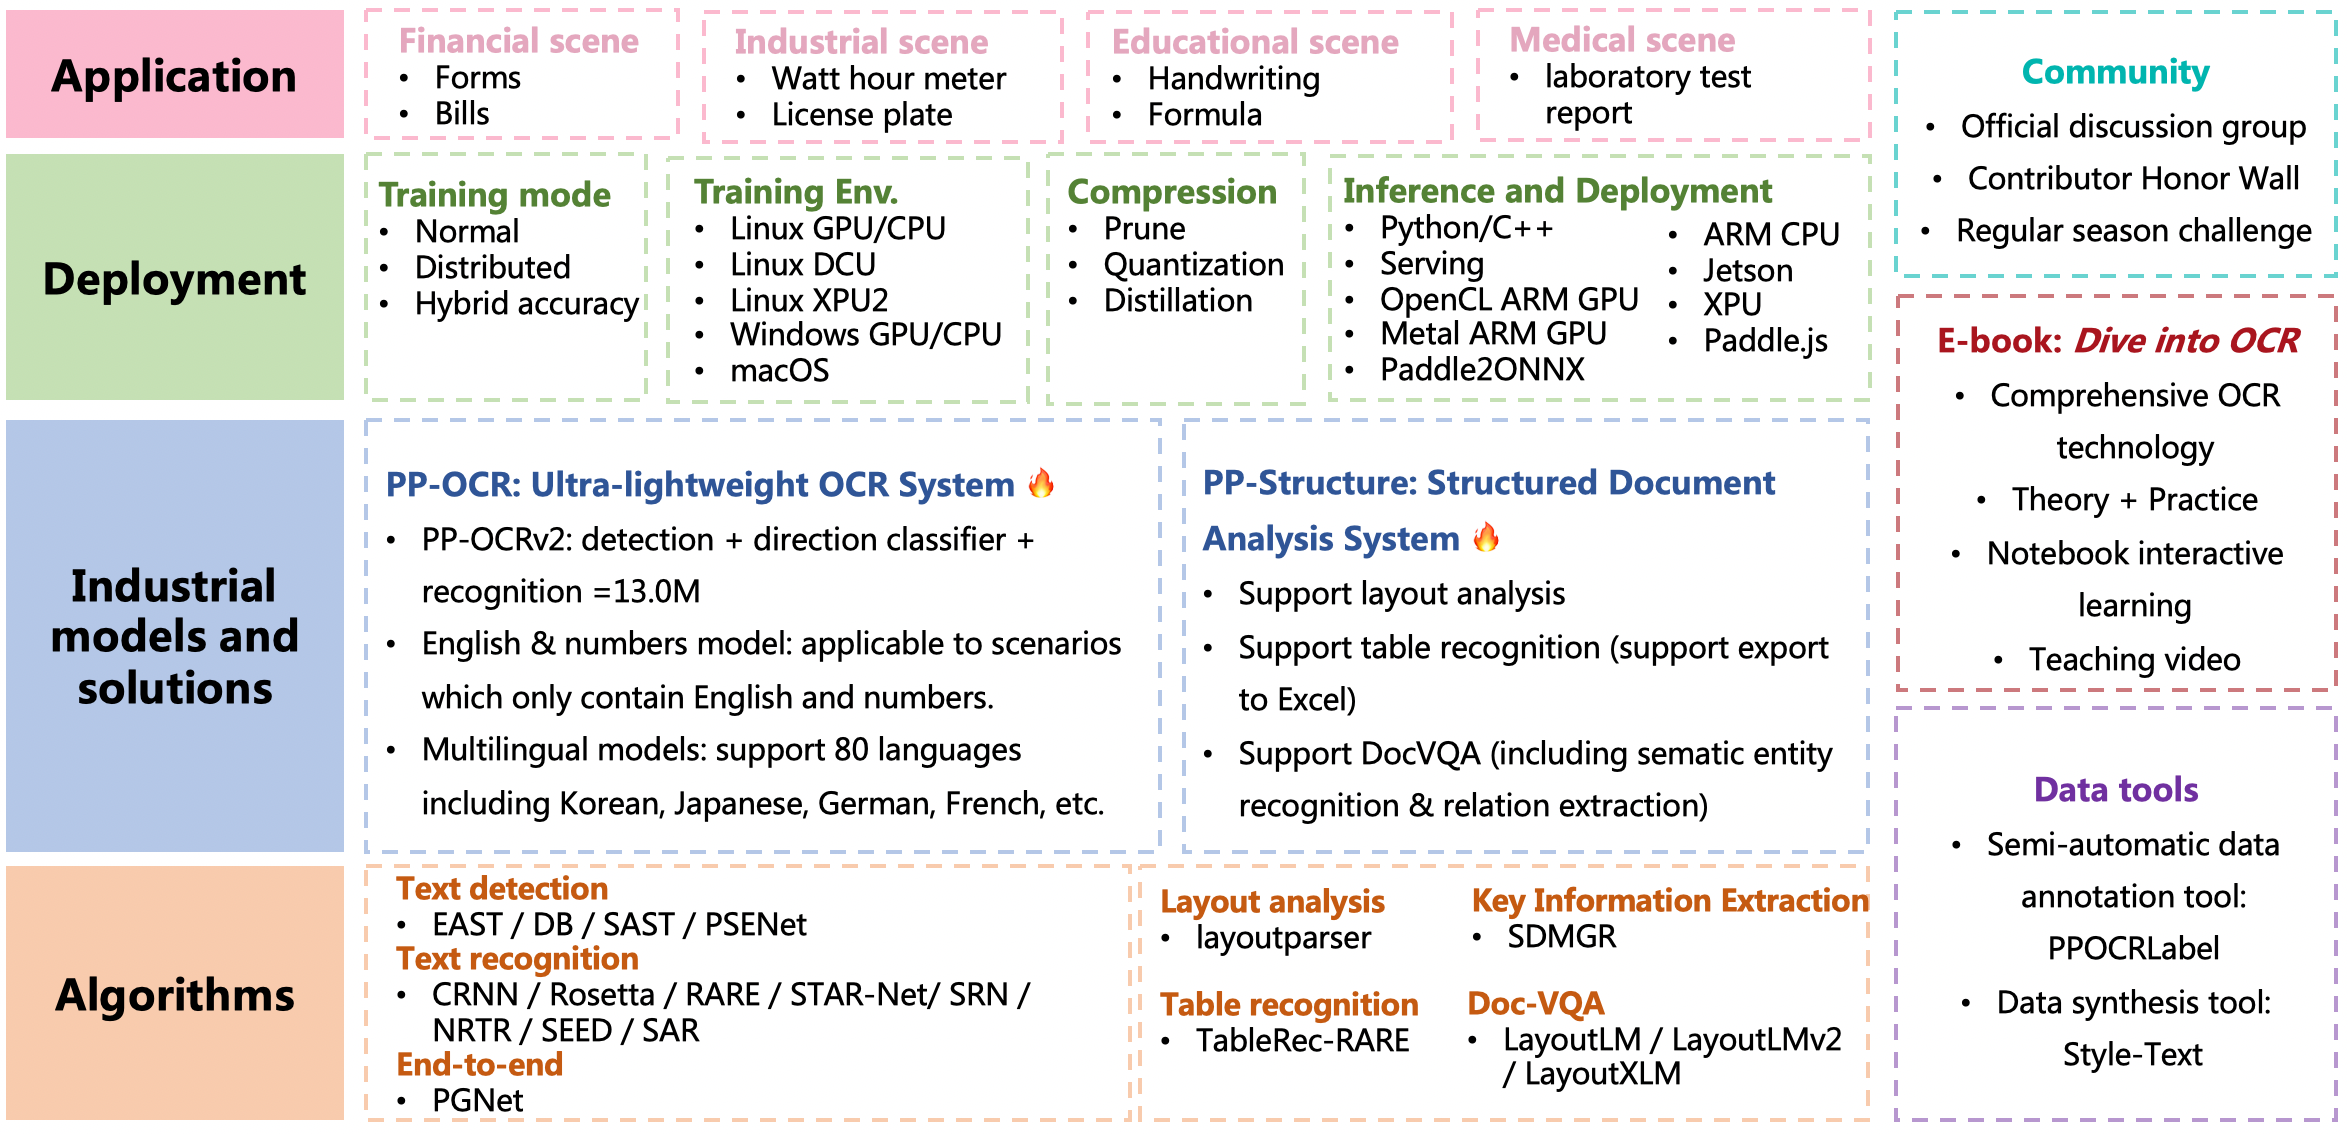 Application
Financial scene
• Forms
• Bills
Industrial scene
• Watt hour meter
• License plate
Educational scene
• Handwriting
• Formula
Medical scene
• laboratory test
report
Deployment
Training mode
• Normal
• Distributed
• Hybrid accuracy
Training Env.
• Linux GPU/CPU
• Linux DCU
• Linux XPU2
• Windows GPU/CPU
• macOS
Compression
• Prune
• Quantization
• Distillation
Inference and Deployment
• Python/C++
• Serving
• OpenCL ARM GPU
• Metal ARM GPU
• Paddle2ONNX
• ARM CPU
• Jetson
• XPU
• Paddle.js
Industrial
models and
solutions
PP-OCR: Ultra-lightweight OCR System 🔥
• PP-OCRv2: detection + direction classifier +
recognition =13.0M
• English & numbers model: applicable to scenarios
which only contain English and numbers.
• Multilingual models: support 80 languages
including Korean, Japanese, German, French, etc.
PP-Structure: Structured Document
Analysis System 🔥
• Support layout analysis
• Support table recognition (support export
to Excel)
• Support DocVQA (including sematic entity
recognition & relation extraction)
Algorithms
Text detection
• EAST / DB / SAST / PSENet
Text recognition
• CRNN / Rosetta / RARE / STAR-Net/ SRN /
NRTR / SEED / SAR
End-to-end
• PGNet
Layout analysis
• layoutparser
Key Information Extraction
• SDMGR
Table recognition
• TableRec-RARE
Doc-VQA
• LayoutLM / LayoutLMv2
/ LayoutXLM
Community
• Official discussion group
• Contributor Honor Wall
• Regular season challenge
E-book: Dive into OCR
• Comprehensive OCR
technology
• Theory + Practice
• Notebook interactive
learning
• Teaching video
Data tools
• Semi-automatic data
annotation tool:
PPOCRLabel
• Data synthesis tool:
Style-Text